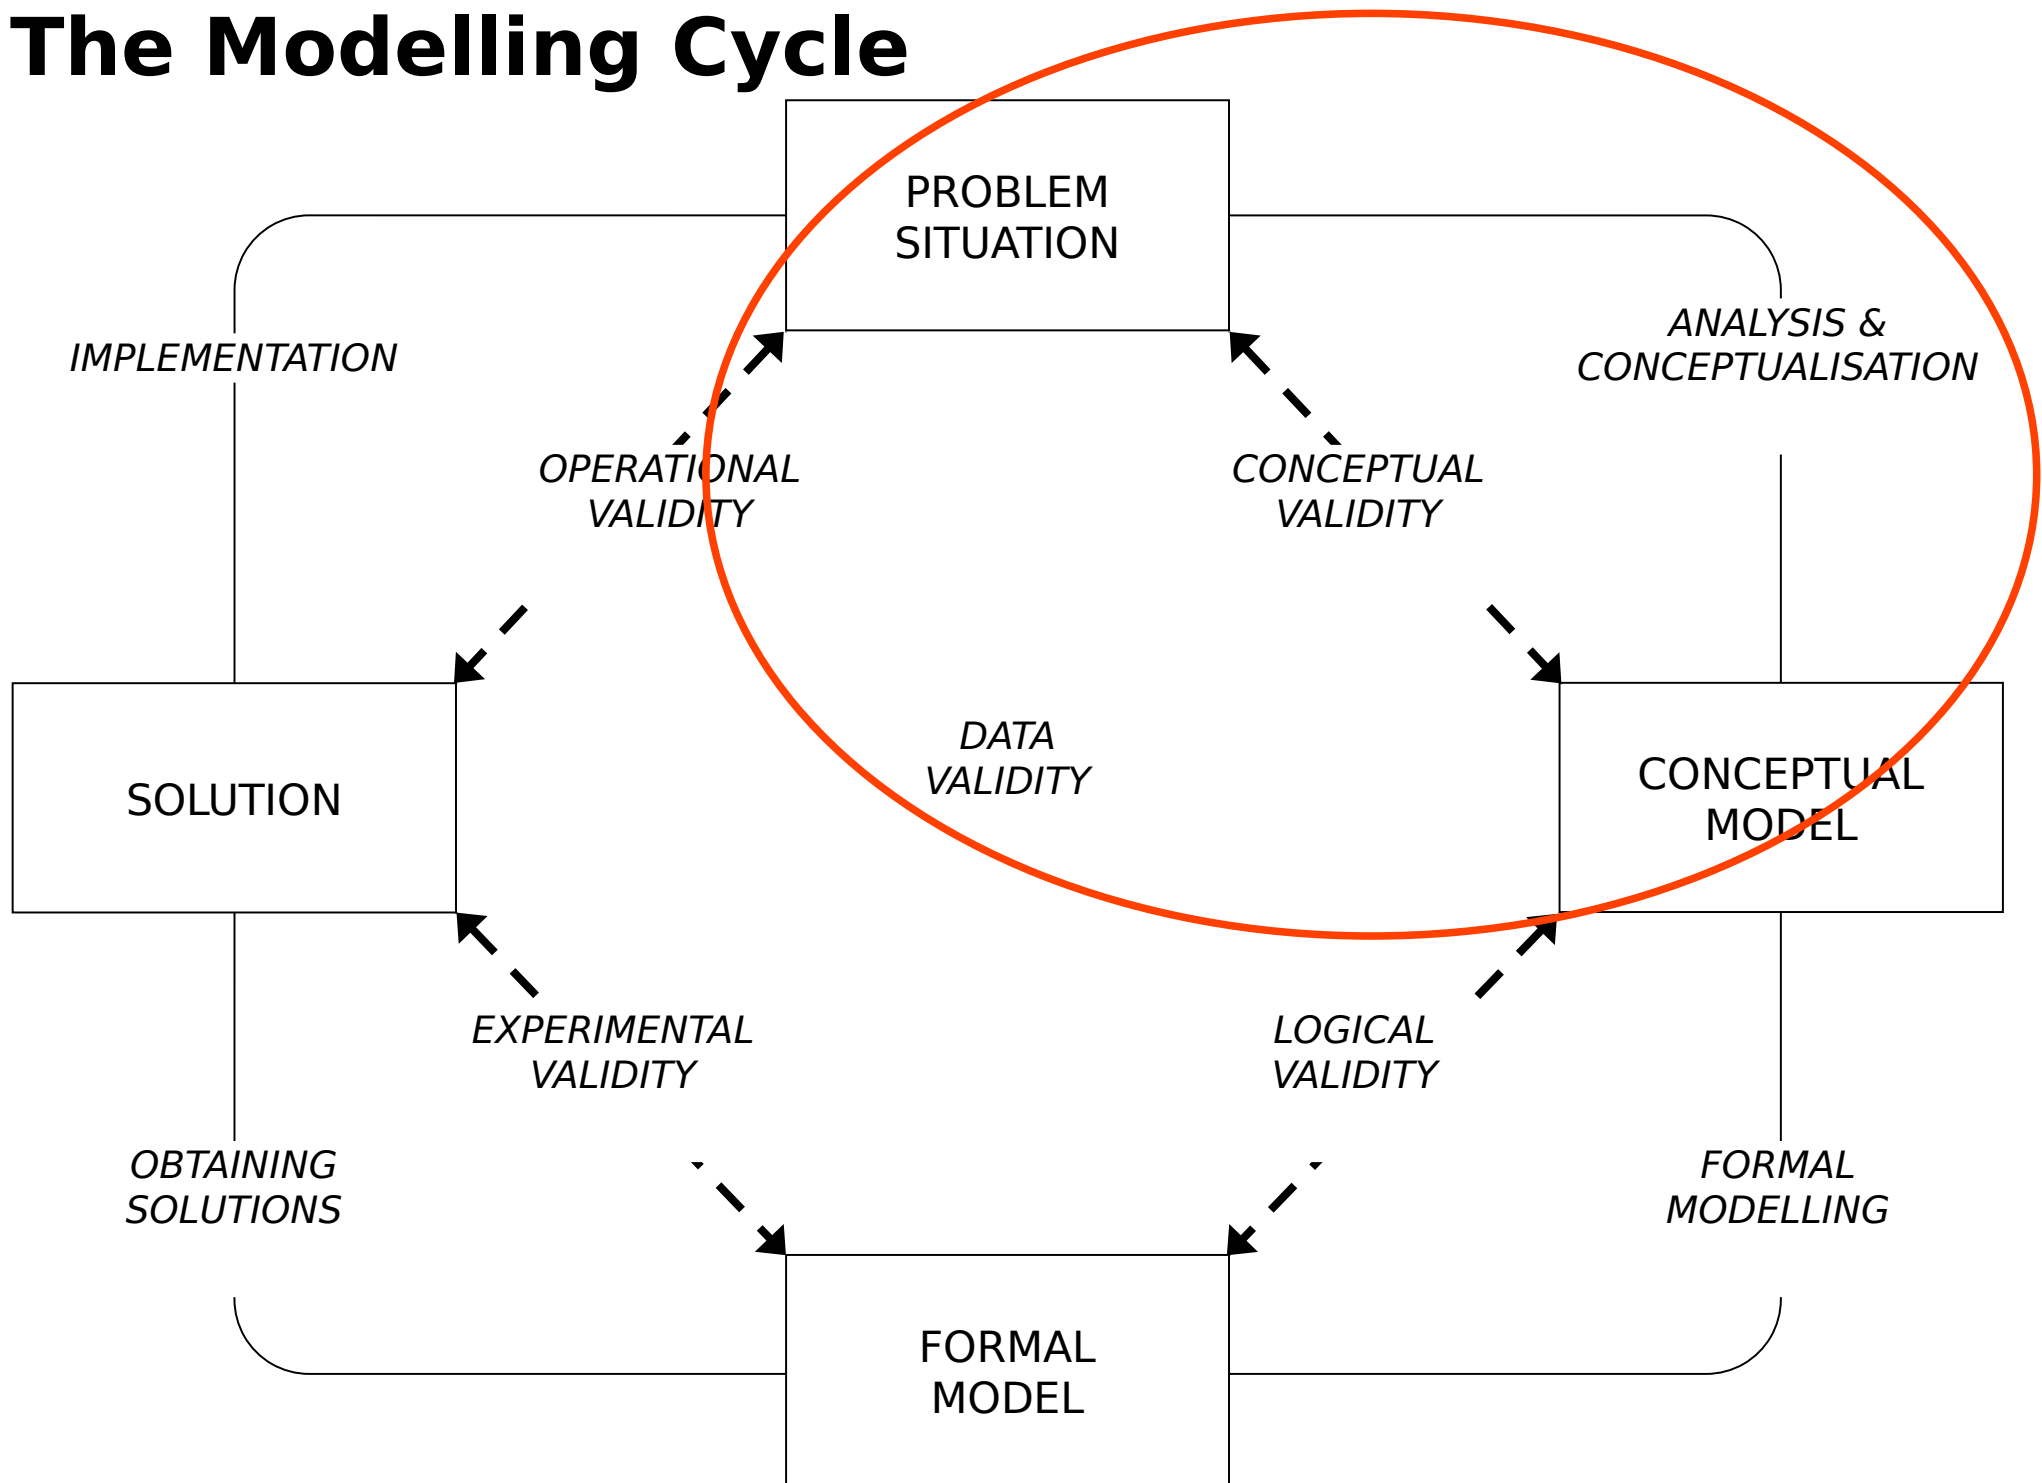 The Modelling Cycle
PROBLEM
SITUATION
IMPLEMENTATION
ANALYSIS &
CONCEPTUALISATION
OPERATIONAL
VALIDITY
CONCEPTUAL
VALIDITY
DATA
VALIDITY
SOLUTION
CONCEPTUAL
MODEL
EXPERIMENTAL
VALIDITY
LOGICAL
VALIDITY
OBTAINING
SOLUTIONS
FORMAL
MODELLING
FORMAL
MODEL